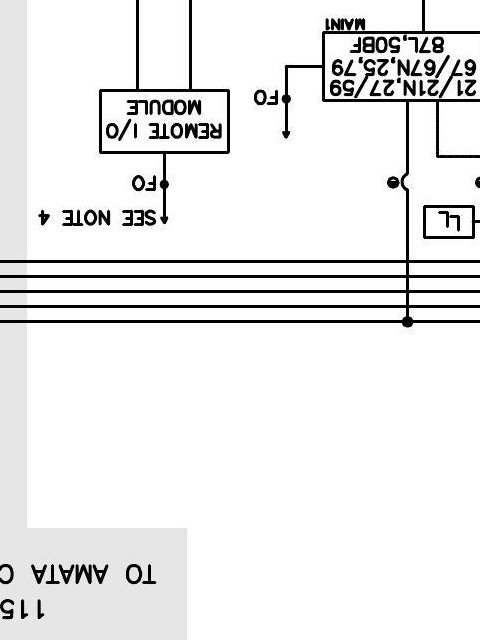 115
TO AMATA
LL
SEE NOTE 4
FO
REMOTE I/O
MODULE
FO
21/21N,27/59
67/67N,25,79
87L,50BF
MAIN1